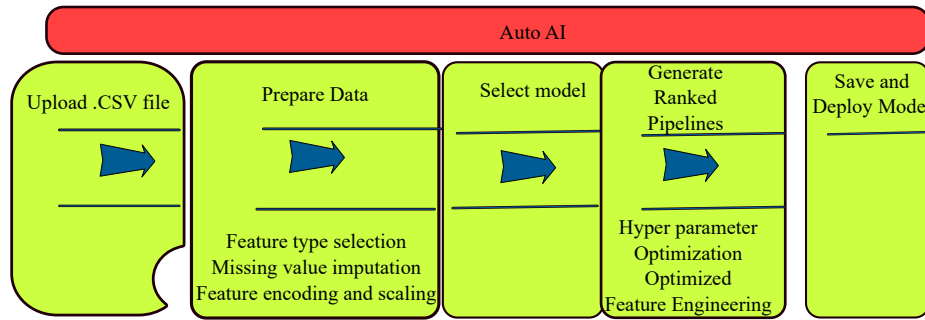 Auto AI
Upload .CSV file
Prepare Data
Feature type selection
Missing value imputation
Feature encoding and scaling
Select model
Generate
Ranked
Pipelines
Hyper parameter
Optimization
Optimized
Feature Engineering
Save and
Deploy Model